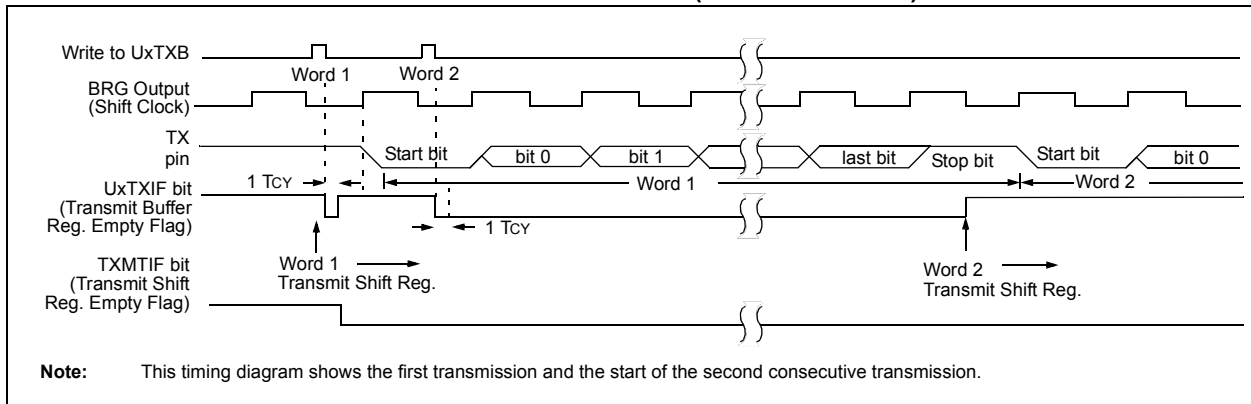 Write to UxTXB
Word 1
Word 2
BRG Output
(Shift Clock)
TX
pin
Start bit
bit 0
bit 1
last bit
Stop bit
Start bit
bit 0
1 TCY
Word 1
Word 2
UxTXIF bit
(Transmit Buffer
Reg. Empty Flag)
1 TCY
Word 1
Transmit Shift Reg.
Word 2
Transmit Shift Reg.
TXMTIF bit
(Transmit Shift
Reg. Empty Flag)
Note: This timing diagram shows the first transmission and the start of the second consecutive transmission.